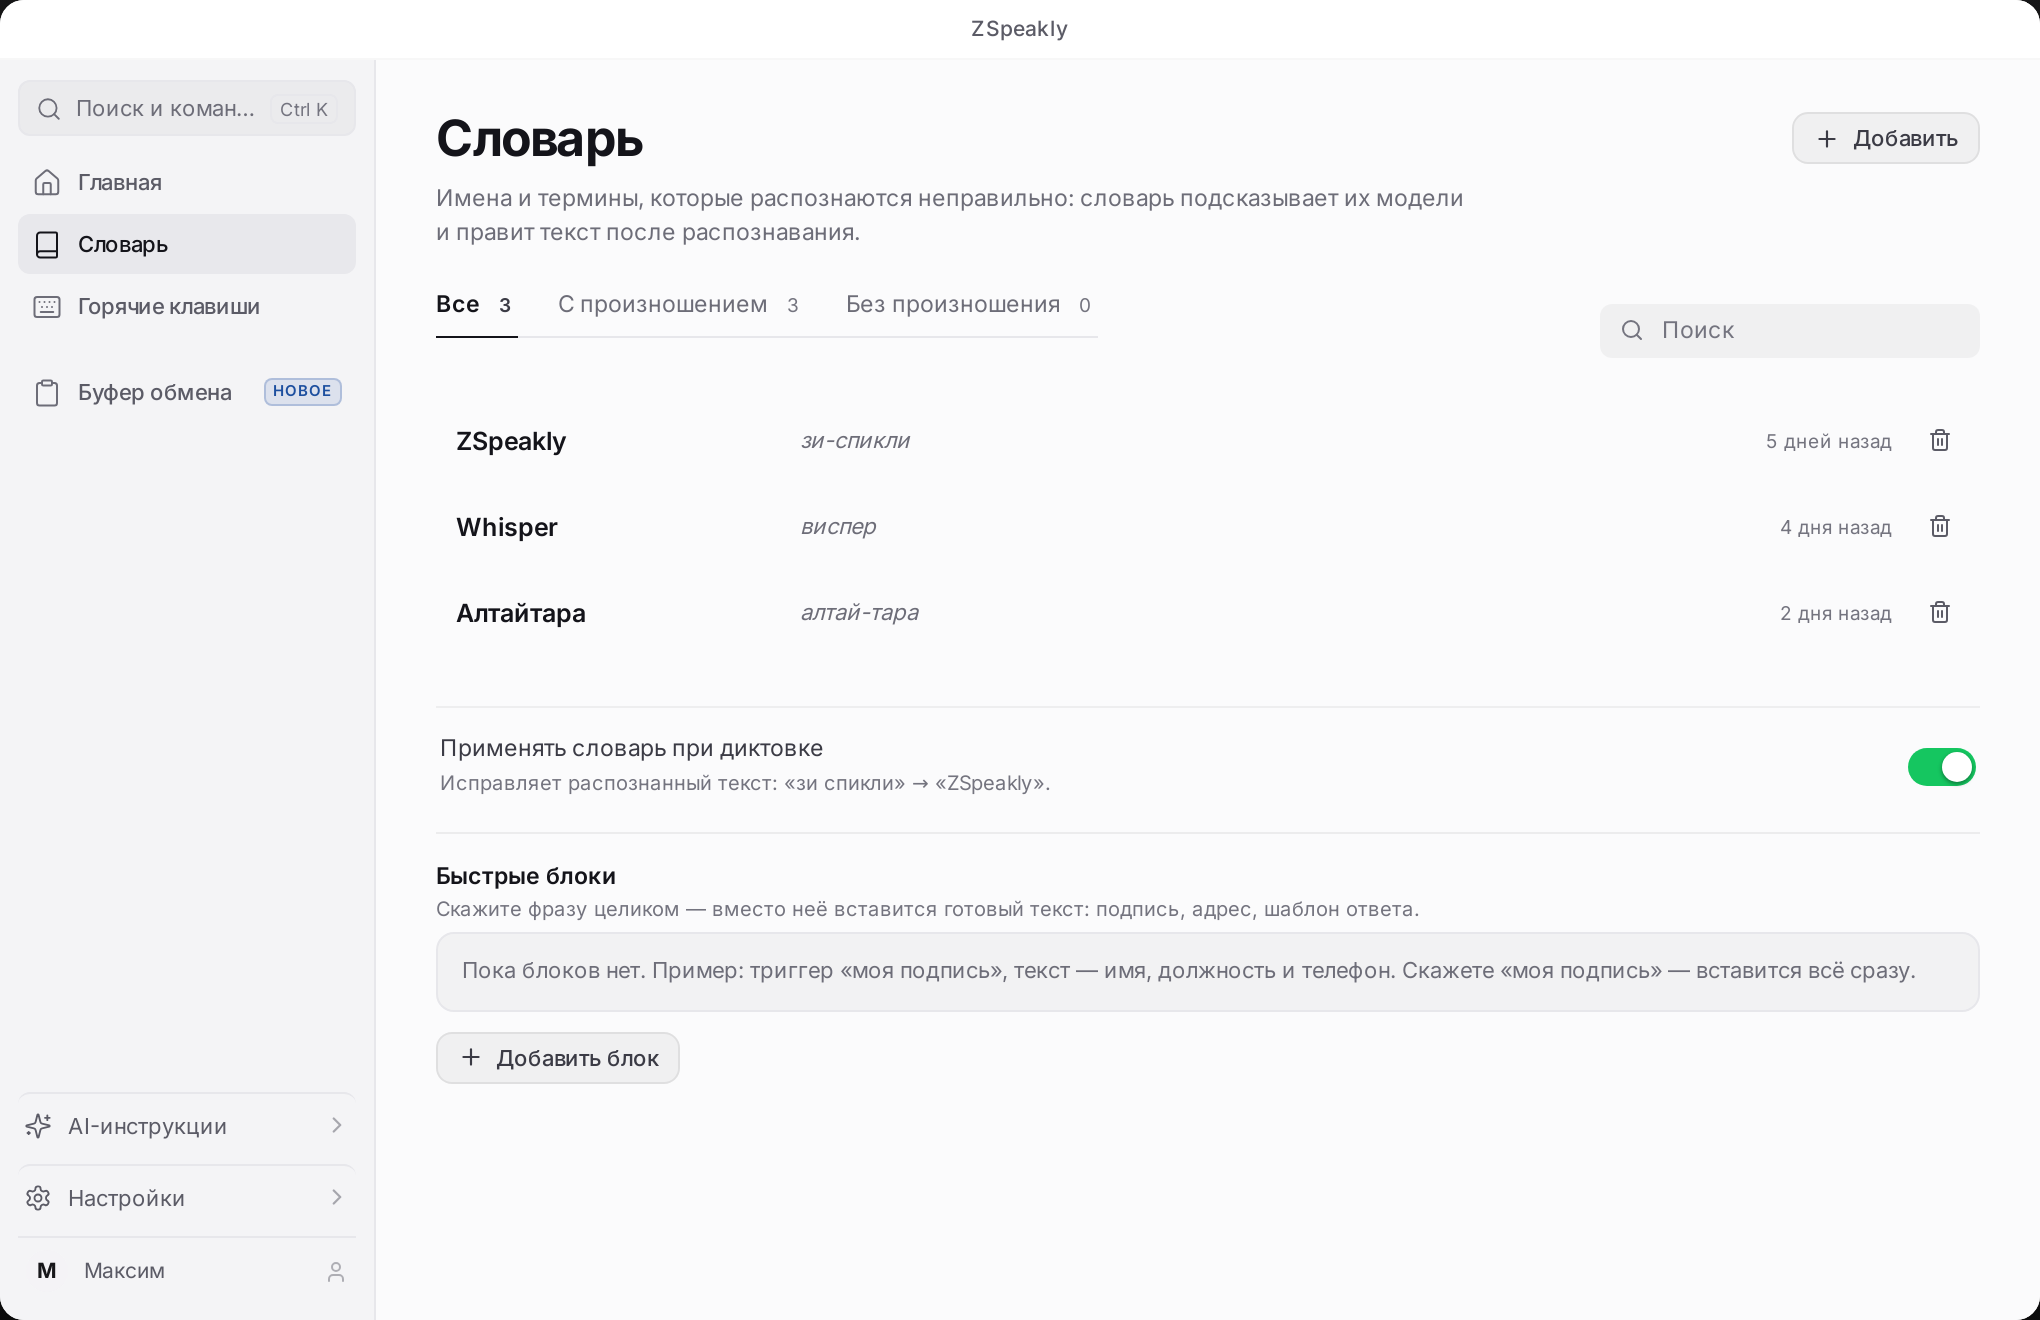 ZSpeakly
Поиск и коман... Ctrl K
Главная
Словарь
Горячие клавиши
Буфер обмена НОВОЕ
AI-инструкции
Настройки
М Максим
Словарь
Добавить
Имена и термины, которые распознаются неправильно: словарь подсказывает их модели
и правит текст после распознавания.
Все 3 С произношением 3 Без произношения 0
Поиск
ZSpeakly зи-спикли 5 дней назад
Whisper виспер 4 дня назад
Алтайтара алтай-тара 2 дня назад
Применять словарь при диктовке
Исправляет распознанный текст: «зи спикли» → «ZSpeakly».
Быстрые блоки
Скажите фразу целиком — вместо неё вставится готовый текст: подпись, адрес, шаблон ответа.
Пока блоков нет. Пример: триггер «моя подпись», текст — имя, должность и телефон. Скажете «моя подпись» — вставится всё сразу.
Добавить блок